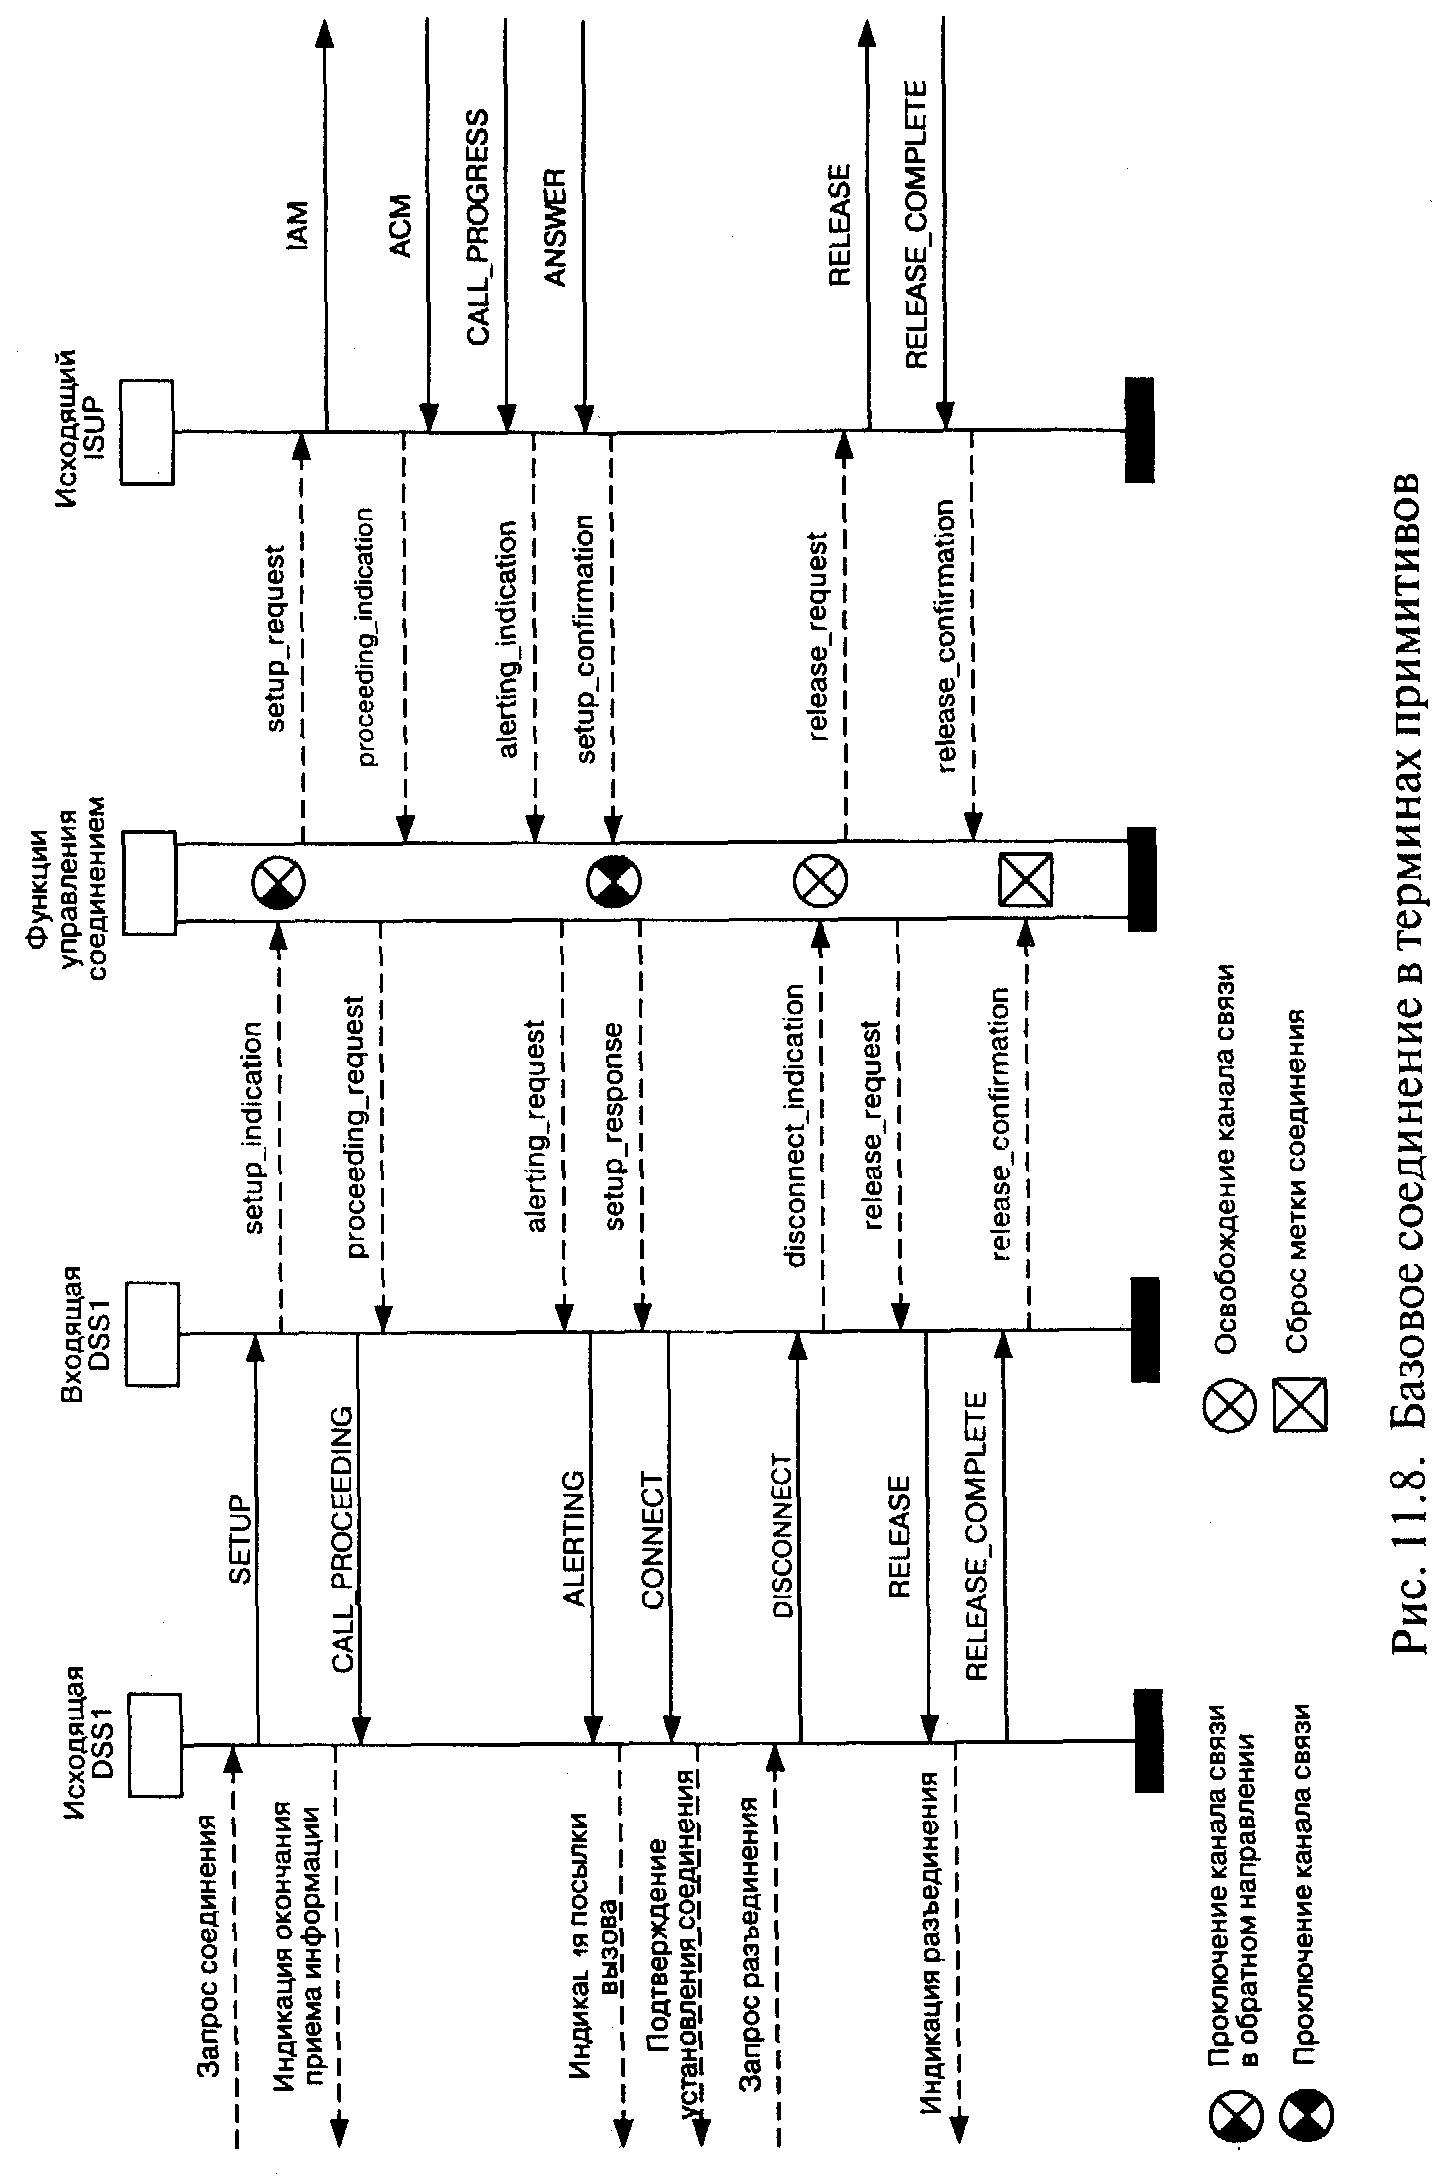 Исходящая
DSS1
Входящая
DSS1
Функции
управления
соединением
Исходящий
ISUP
Запрос соединения
SETUP
setup_indication
setup_request
IAM
Индикация окончания
приема информации
CALL_PROCEEDING
proceeding_request
proceeding_indication
ACM
CALL_PROGRESS
Индикация посылки
вызова
ALERTING
alerting_request
alerting_indication
ANSWER
Подтверждение
установления соединения
CONNECT
setup_response
setup_confirmation
Запрос разъединения
DISCONNECT
disconnect_indication
release_request
RELEASE
Индикация разъединения
RELEASE
release_request
release_confirmation
RELEASE_COMPLETE
RELEASE_COMPLETE
release_confirmation
Проключение канала связи
в обратном направлении
Освобождение канала связи
Проключение канала связи
Сброс метки соединения
Рис. 11.8. Базовое соединение в терминах примитивов